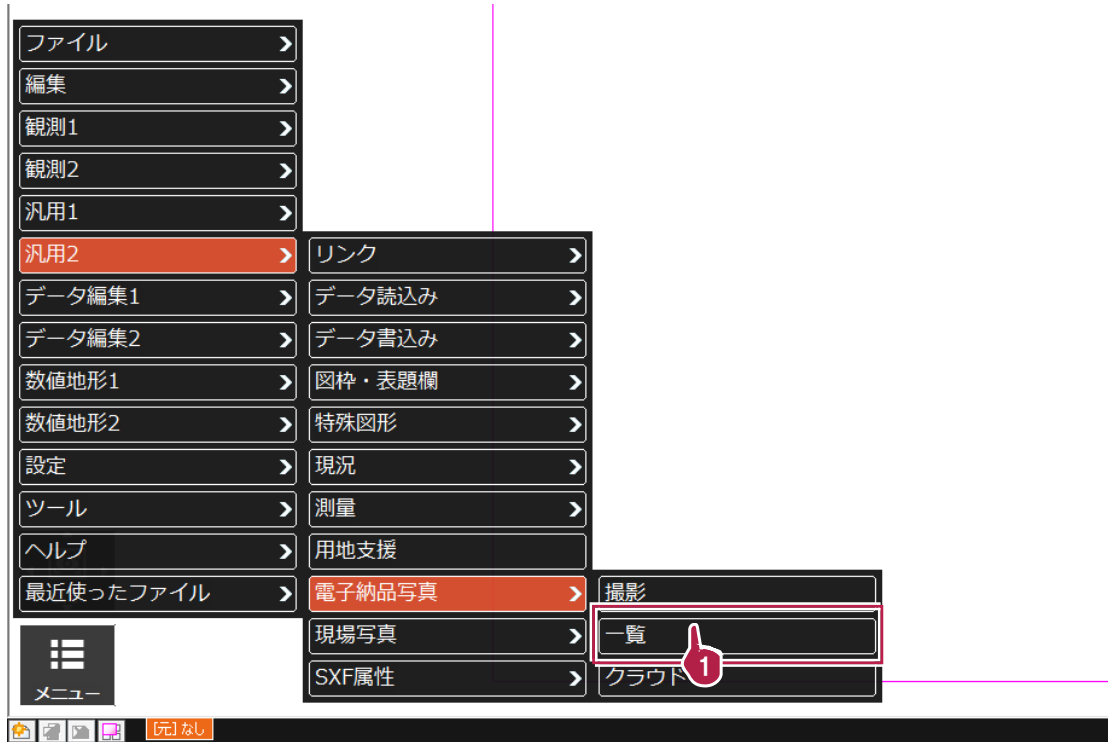 ファイル
編集
観測1
観測2
汎用1
汎用2
データ編集1
データ編集2
数値地形1
数値地形2
設定
ツール
ヘルプ
最近使ったファイル
リンク
データ読込み
データ書込み
図枠・表題欄
特殊図形
現況
測量
用地支援
電子納品写真
現場写真
SXF属性
撮影
一覧
クラウド
1
メニュー
[元] なし